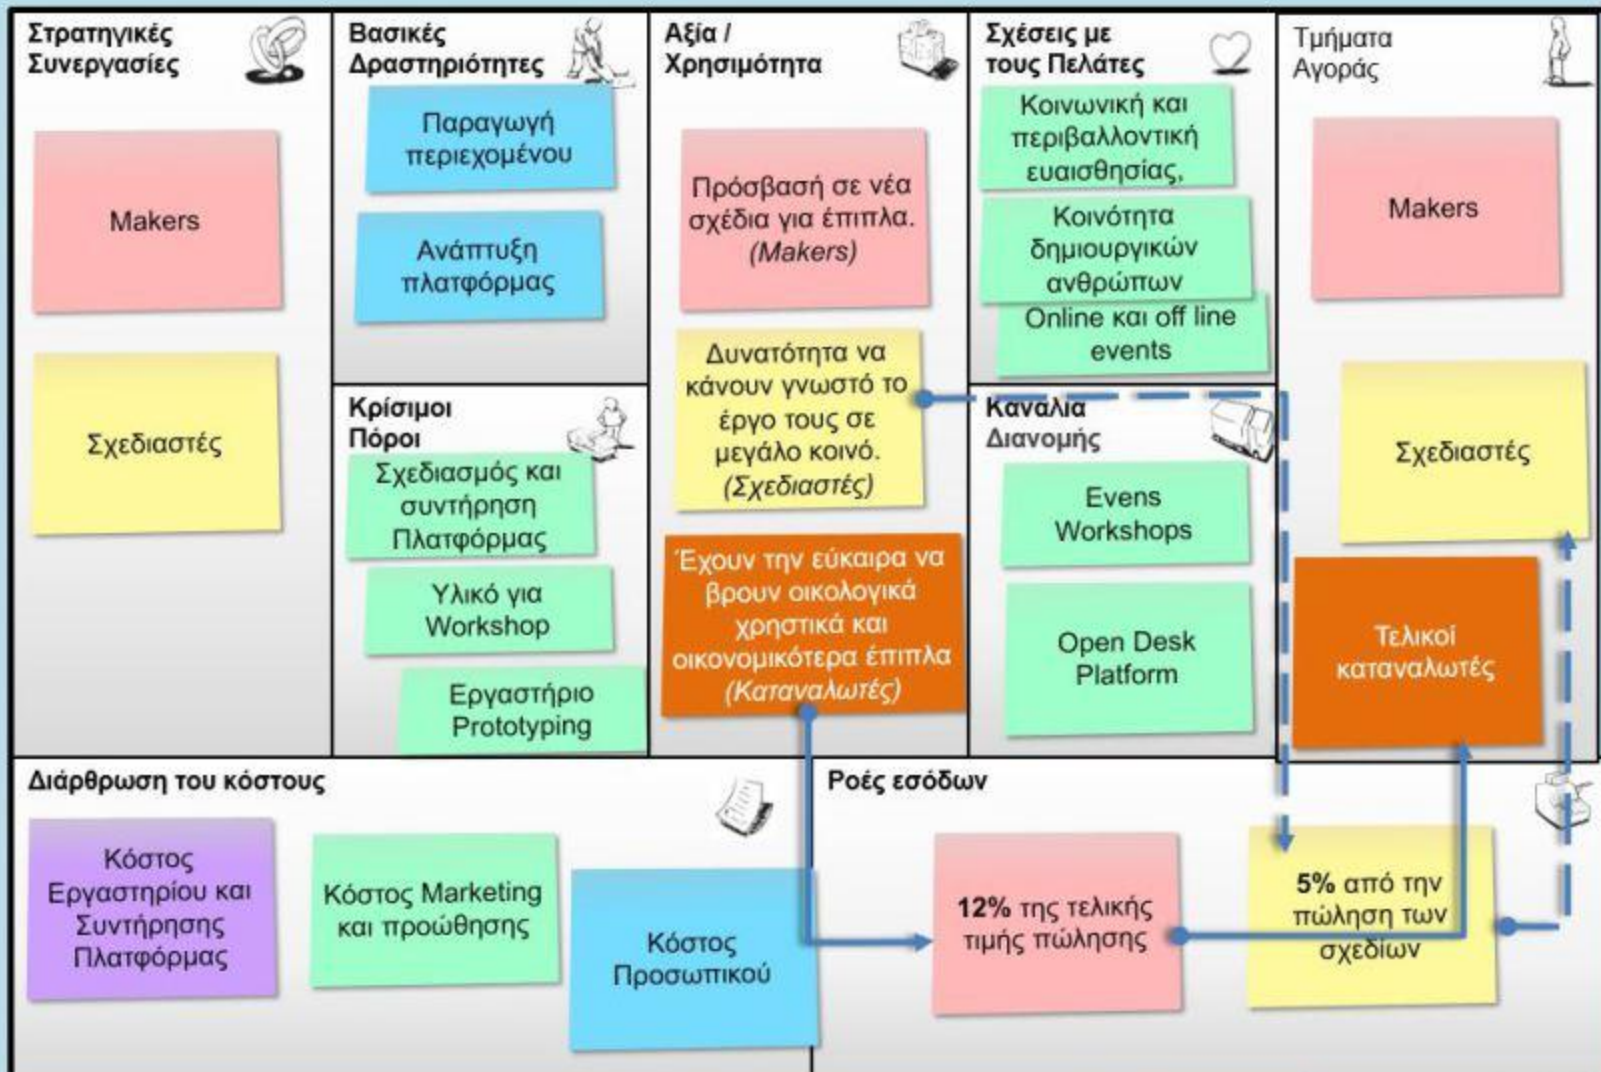 Στρατηγικές
Συνεργασίες
Makers
Σχεδιαστές
Βασικές
Δραστηριότητες
Παραγωγή
περιεχομένου
Ανάπτυξη
πλατφόρμας
Κρίσιμοι
Πόροι
Σχεδιασμός και
συντήρηση
Πλατφόρμας
Υλικό για
Workshop
Εργαστήριο
Prototyping
Αξία /
Χρησιμότητα
Πρόσβασή σε νέα
σχέδια για έπιπλα.
(Makers)
Δυνατότητα να
κάνουν γνωστό το
έργο τους σε
μεγάλο κοινό.
(Σχεδιαστές)
Έχουν την εύκαιρα να
βρουν οικολογικά
χρηστικά και
οικονομικότερα έπιπλα
(Καταναλωτές)
Σχέσεις με
τους Πελάτες
Κοινωνική και
περιβαλλοντική
ευαισθησίας,
Κοινότητα
δημιουργικών
ανθρώπων
Online και off line
events
Κανάλια
Διανομής
Evens
Workshops
Open Desk
Platform
Τμήματα
Αγοράς
Makers
Σχεδιαστές
Τελικοί
καταναλωτές
Διάρθρωση του κόστους
Κόστος
Εργαστηρίου και
Συντήρησης
Πλατφόρμας
Κόστος Marketing
και προώθησης
Κόστος
Προσωπικού
Ροές εσόδων
12% της τελικής
τιμής πώλησης
5% από την
πώληση των
σχεδίων